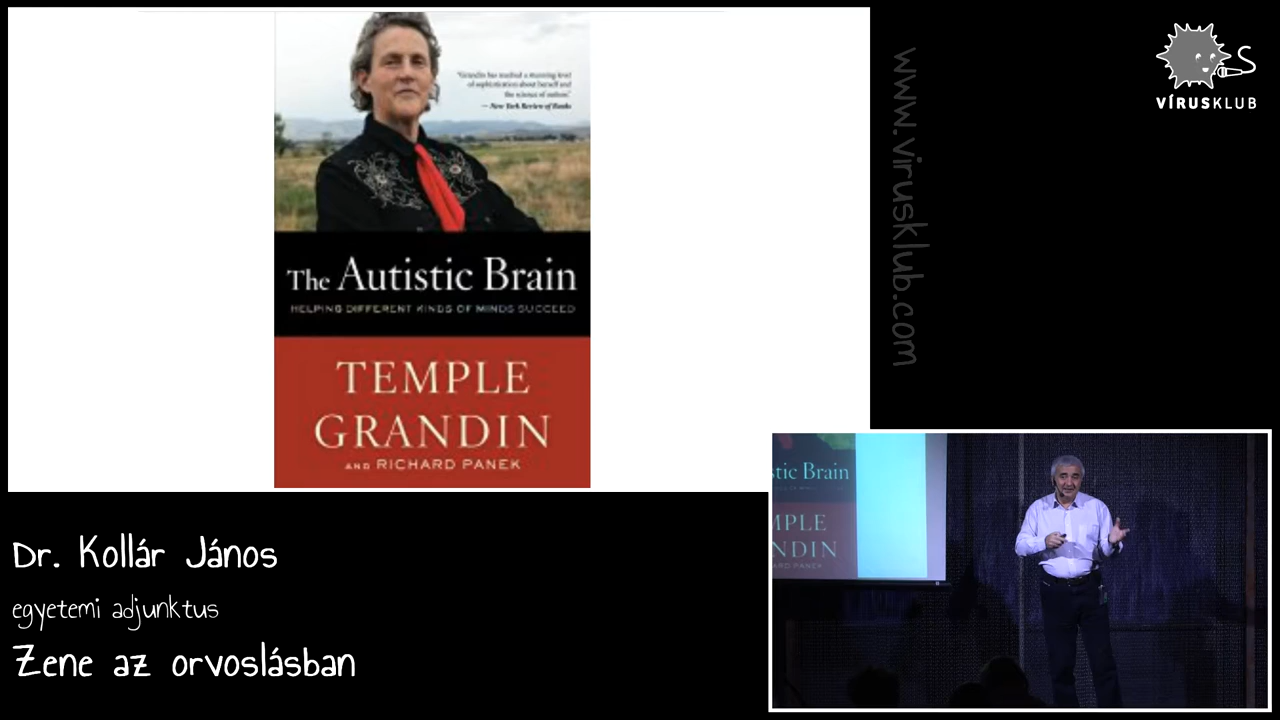 "Grandin has reached a stunning level
of sophistication about herself and
the science of autism."
— New York Review of Books
The Autistic Brain
HELPING DIFFERENT KINDS OF MINDS SUCCEED
TEMPLE
GRANDIN
AND RICHARD PANEK
www.virusklub.com
VÍRUSKLUB
stic Brain
MPLE
NDIN
ARD PANEK
Dr. Kollár János
egyetemi adjunktus
Zene az orvoslásban